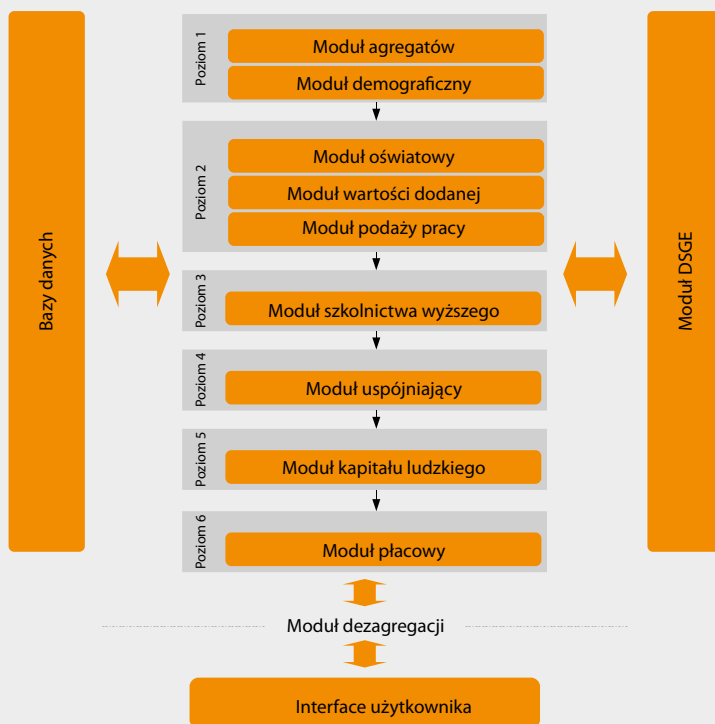 Bazy danych
Poziom 1
Moduł agregatów
Moduł demograficzny
Poziom 2
Moduł oświatowy
Moduł wartości dodanej
Moduł podaży pracy
Poziom 3
Moduł szkolnictwa wyższego
Poziom 4
Moduł uspójniający
Poziom 5
Moduł kapitału ludzkiego
Poziom 6
Moduł płacowy
Moduł DSGE
Moduł dezagregacji
Interface użytkownika